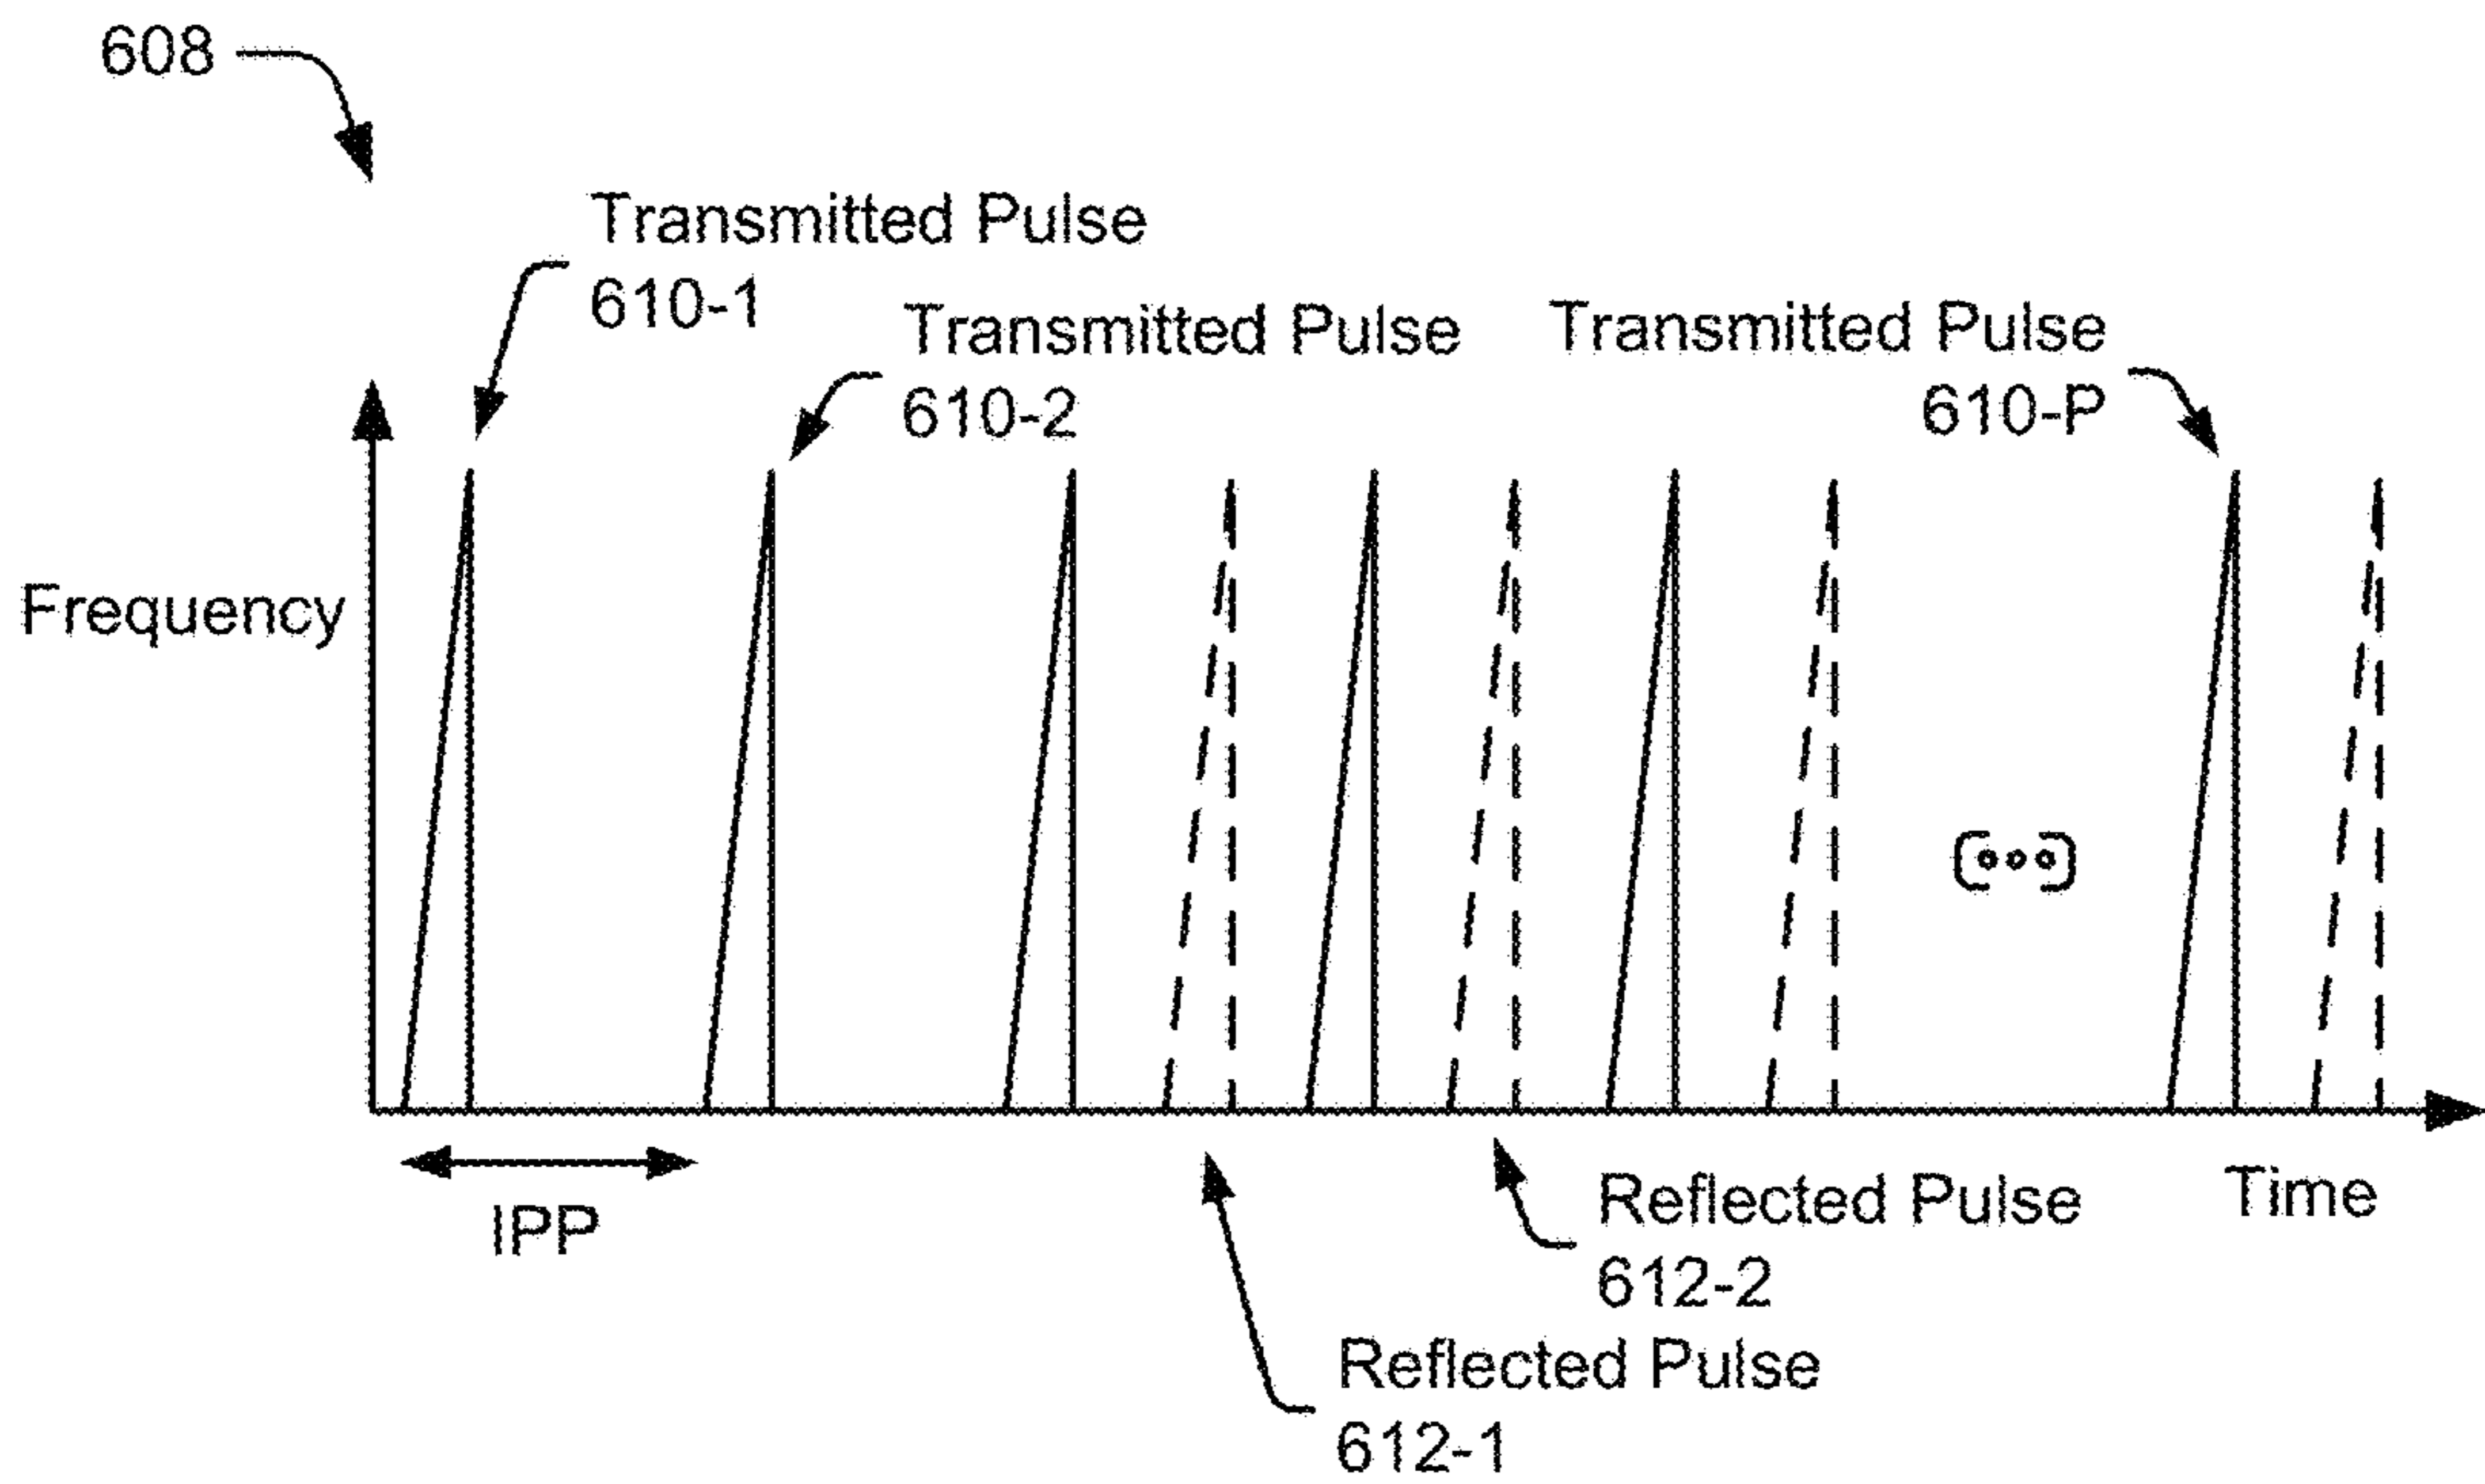 608
Transmitted Pulse
610-1
Transmitted Pulse
610-2
Transmitted Pulse
610-P
Frequency
IPP
Reflected Pulse
612-2
Time
Reflected Pulse
612-1